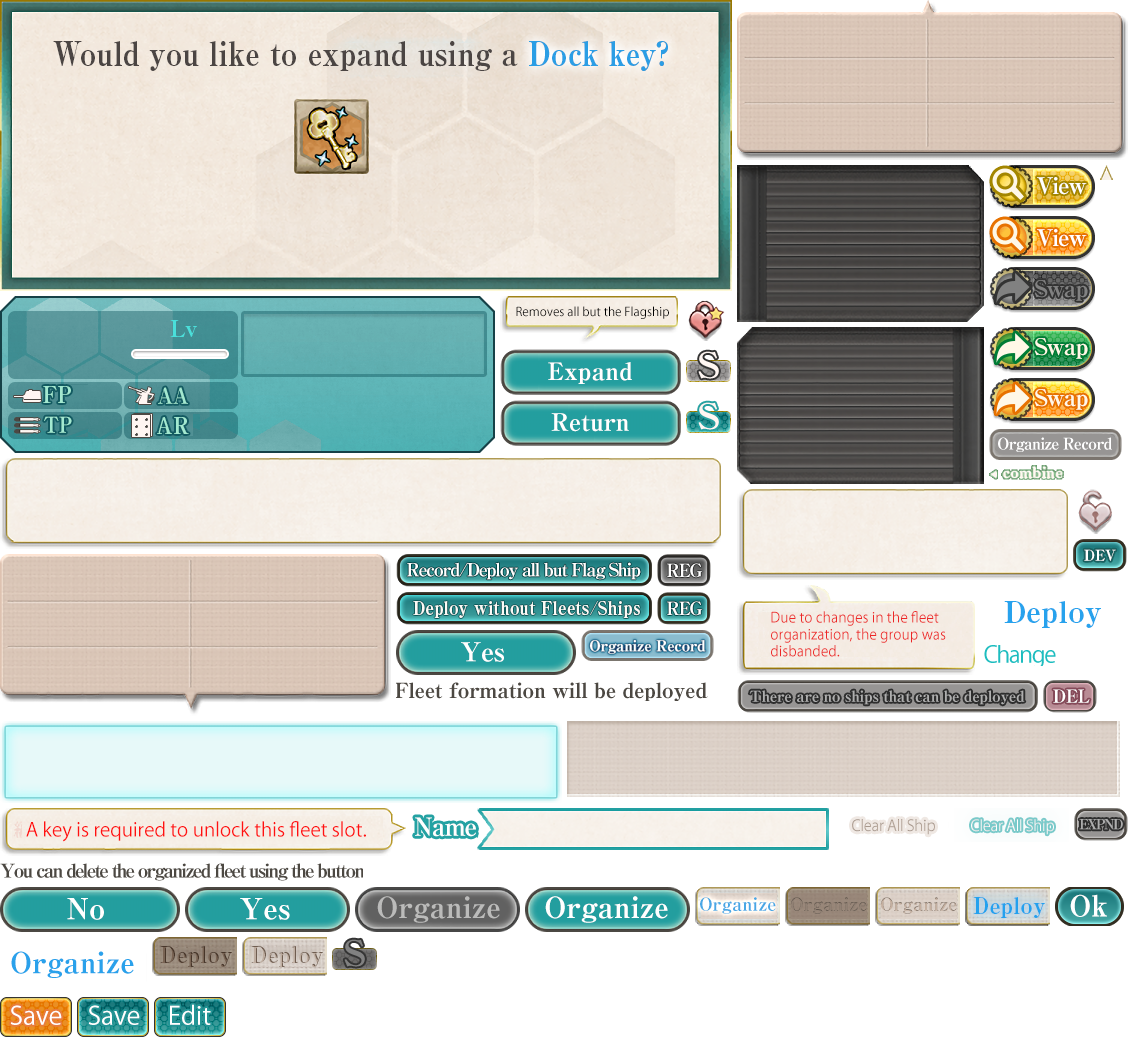 Would you like to expand using a Dock key?
View
View
Swap
Lv
FP
AA
TP
AR
Removes all but the Flagship
Expand
S
Return
S
Swap
Swap
Organize Record
combine
DEV
Record/Deploy all but Flag Ship
REG
Deploy without Fleets/Ships
REG
Yes
Organize Record
Fleet formation will be deployed
Due to changes in the fleet
organization, the group was
disbanded.
Deploy
Change
There are no ships that can be deployed
DEL
A key is required to unlock this fleet slot.
Name
Clear All Ship
Clear All Ship
EXPND
You can delete the organized fleet using the button
No
Yes
Organize
Organize
Organize
Organize
Organize
Deploy
Ok
Organize
Deploy
Deploy
S
Save
Save
Edit